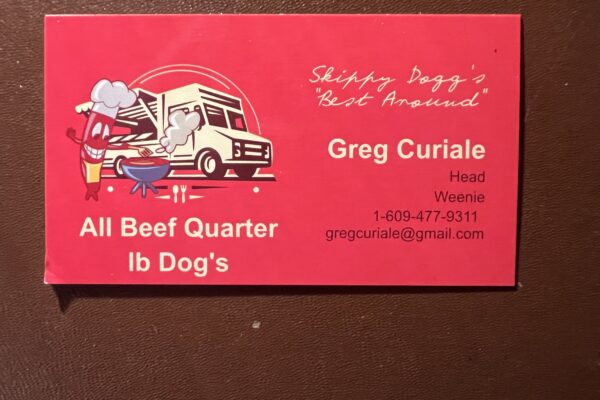 Skippy Dogg's
"Best Around"
Greg Curiale
Head
Weenie
1-609-477-9311
gregcuriale@gmail.com
All Beef Quarter
lb Dog's